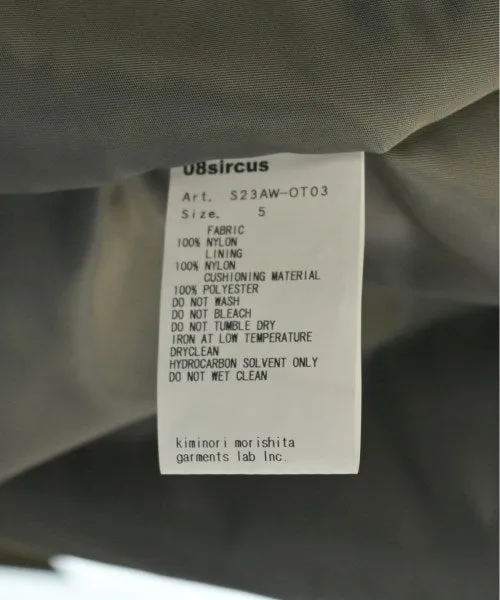 08sircus
Art. S23AW-OT03
Size. 5
FABRIC
100% NYLON
LINING
100% NYLON
CUSHIONING MATERIAL
100% POLYESTER
DO NOT WASH
DO NOT BLEACH
DO NOT TUMBLE DRY
IRON AT LOW TEMPERATURE
DRYCLEAN
HYDROCARBON SOLVENT ONLY
DO NOT WET CLEAN
kiminori morishita
garments lab Inc.